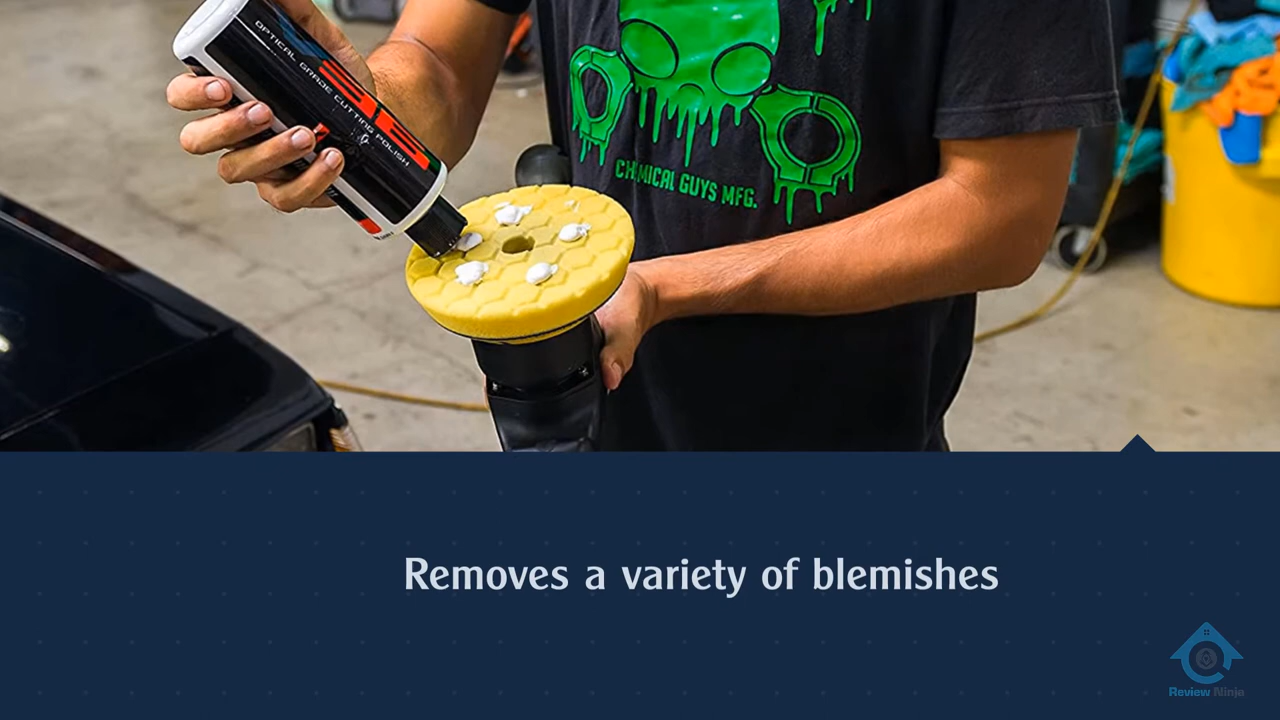 OPTICAL GRADE CUTTING POLISH
CHEMICAL GUYS MFG.
Removes a variety of blemishes
Review Ninja